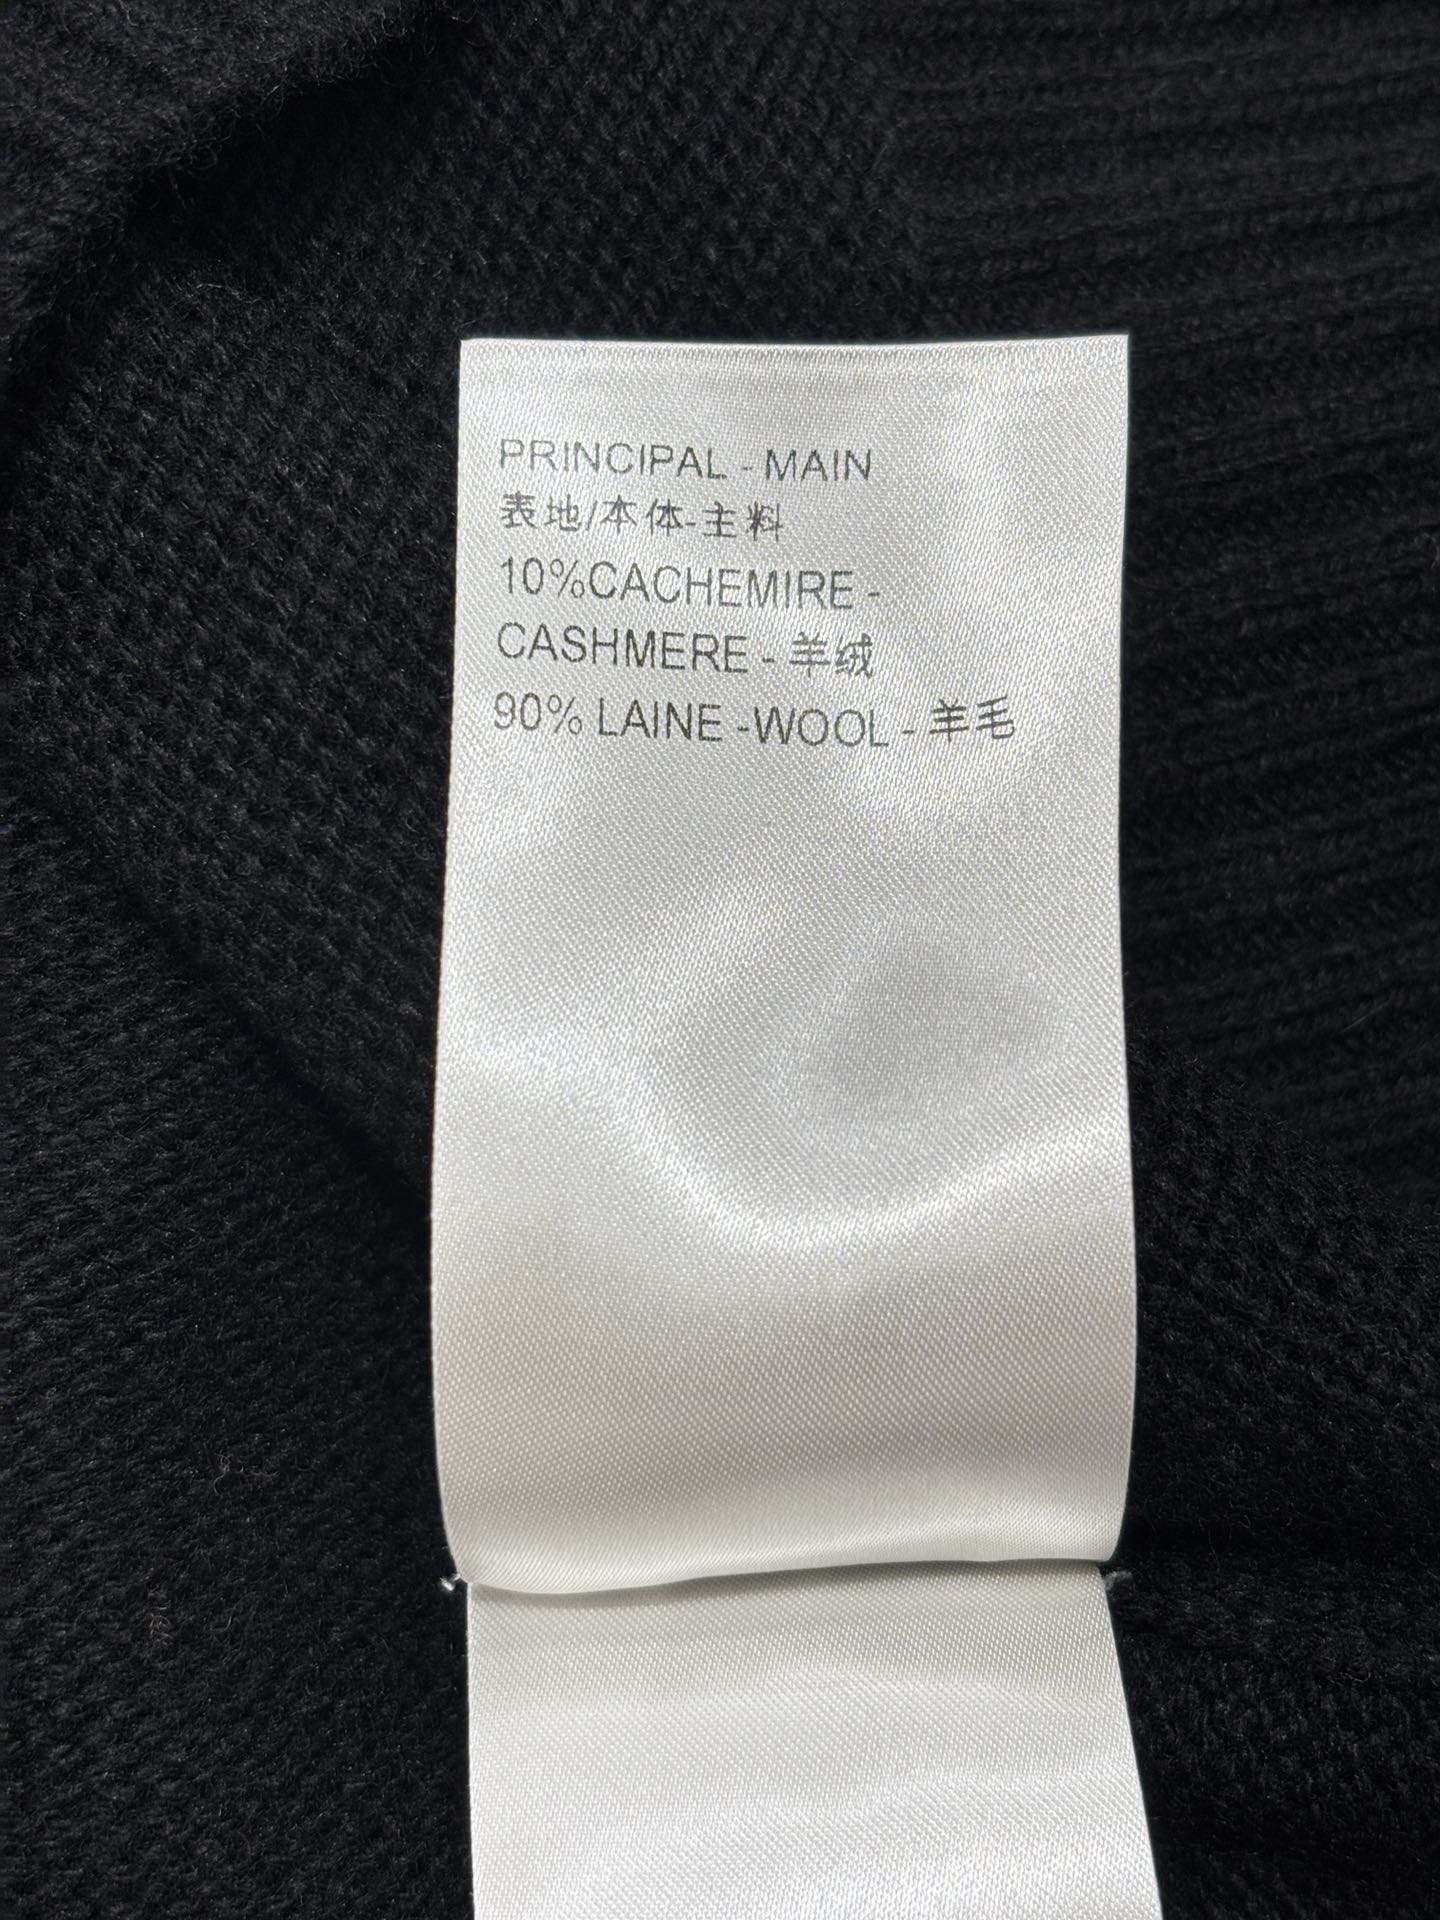 PRINCIPAL - MAIN
表地/本体-主料
10%CACHEMIRE -
CASHMERE - 羊绒
90% LAINE -WOOL - 羊毛